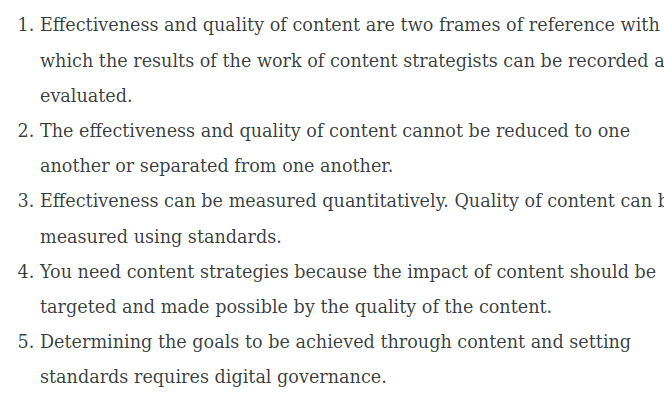 1. Effectiveness and quality of content are two frames of reference with
which the results of the work of content strategists can be recorded a
evaluated.
2. The effectiveness and quality of content cannot be reduced to one
another or separated from one another.
3. Effectiveness can be measured quantitatively. Quality of content can b
measured using standards.
4. You need content strategies because the impact of content should be
targeted and made possible by the quality of the content.
5. Determining the goals to be achieved through content and setting
standards requires digital governance.